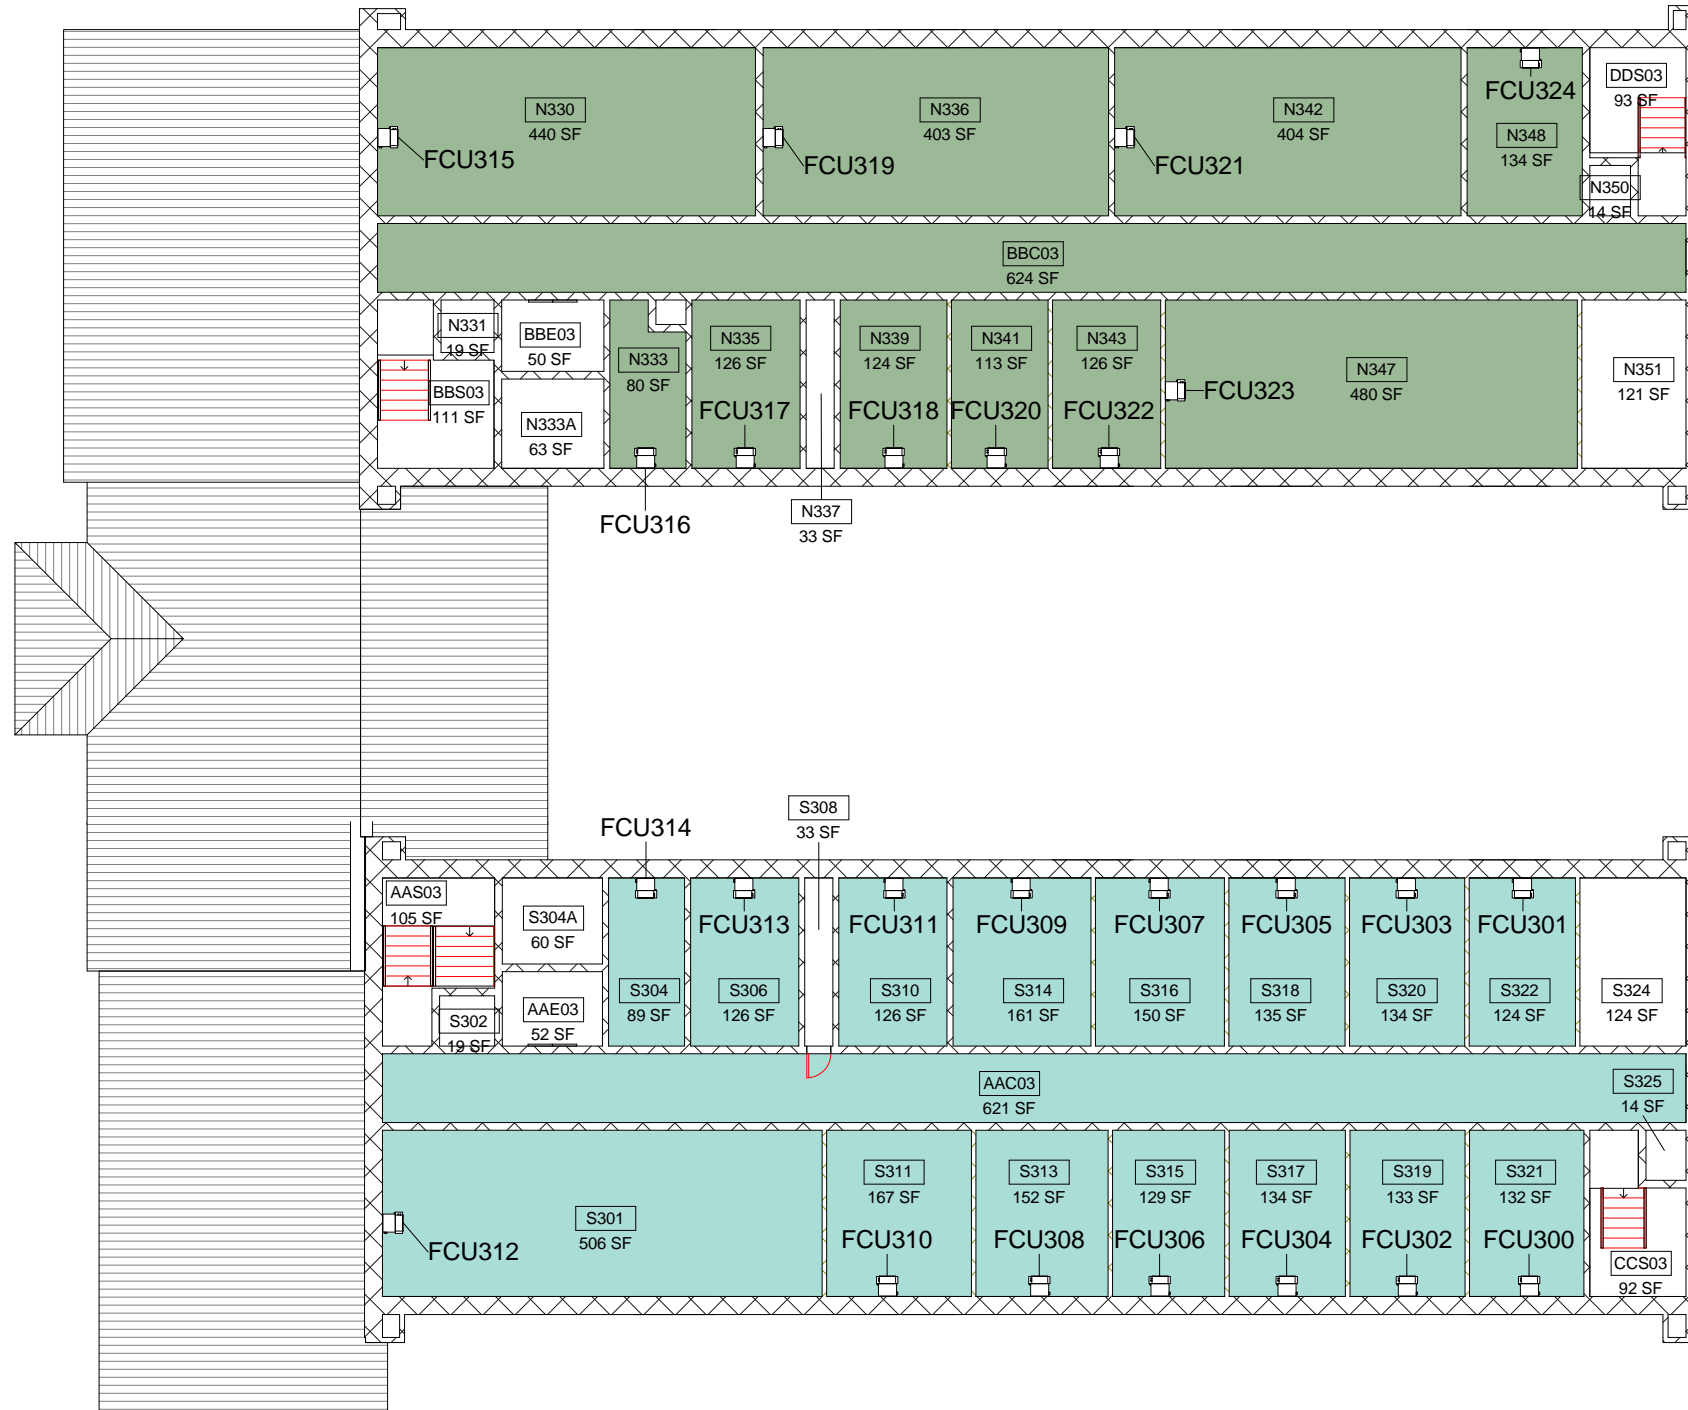 N330
440 SF
FCU315
N336
403 SF
FCU319
N342
404 SF
FCU321
FCU324
N348
134 SF
DDS03
93 SF
N350
14 SF
BBC03
624 SF
N331
19 SF
BBS03
111 SF
BBE03
50 SF
N333A
63 SF
N333
80 SF
FCU316
N335
126 SF
FCU317
N337
33 SF
N339
124 SF
FCU318
N341
113 SF
FCU320
N343
126 SF
FCU322
FCU323
N347
480 SF
N351
121 SF
AAS03
105 SF
S302
19 SF
S304A
60 SF
AAE03
52 SF
FCU314
S304
89 SF
FCU313
S306
126 SF
S308
33 SF
FCU311
S310
126 SF
FCU309
S314
161 SF
FCU307
S316
150 SF
FCU305
S318
135 SF
FCU303
S320
134 SF
FCU301
S322
124 SF
S324
124 SF
AAC03
621 SF
S325
14 SF
S301
506 SF
FCU312
S311
167 SF
FCU310
S313
152 SF
FCU308
S315
129 SF
FCU306
S317
134 SF
FCU304
S319
133 SF
FCU302
S321
132 SF
FCU300
CCS03
92 SF